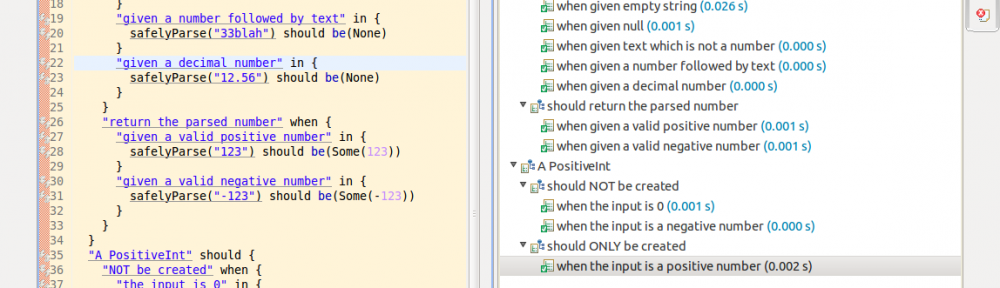 18 }
19 "given a number followed by text" in {
20 safelyParse("33blah") should be(None)
21 }
22 "given a decimal number" in {
23 safelyParse("12.56") should be(None)
24 }
25 }
26 "return the parsed number" when {
27 "given a valid positive number" in {
28 safelyParse("123") should be(Some(123))
29 }
30 "given a valid negative number" in {
31 safelyParse("-123") should be(Some(-123))
32 }
33 }
34 }
35 "A PositiveInt" should {
36 "NOT be created" when {
37 "the input is 0" in {
when given empty string (0.026 s)
when given null (0.001 s)
when given text which is not a number (0.000 s)
when given a number followed by text (0.000 s)
when given a decimal number (0.000 s)
should return the parsed number
when given a valid positive number (0.001 s)
when given a valid negative number (0.001 s)
A PositiveInt
should NOT be created
when the input is 0 (0.001 s)
when the input is a negative number (0.000 s)
should ONLY be created
when the input is a positive number (0.002 s)